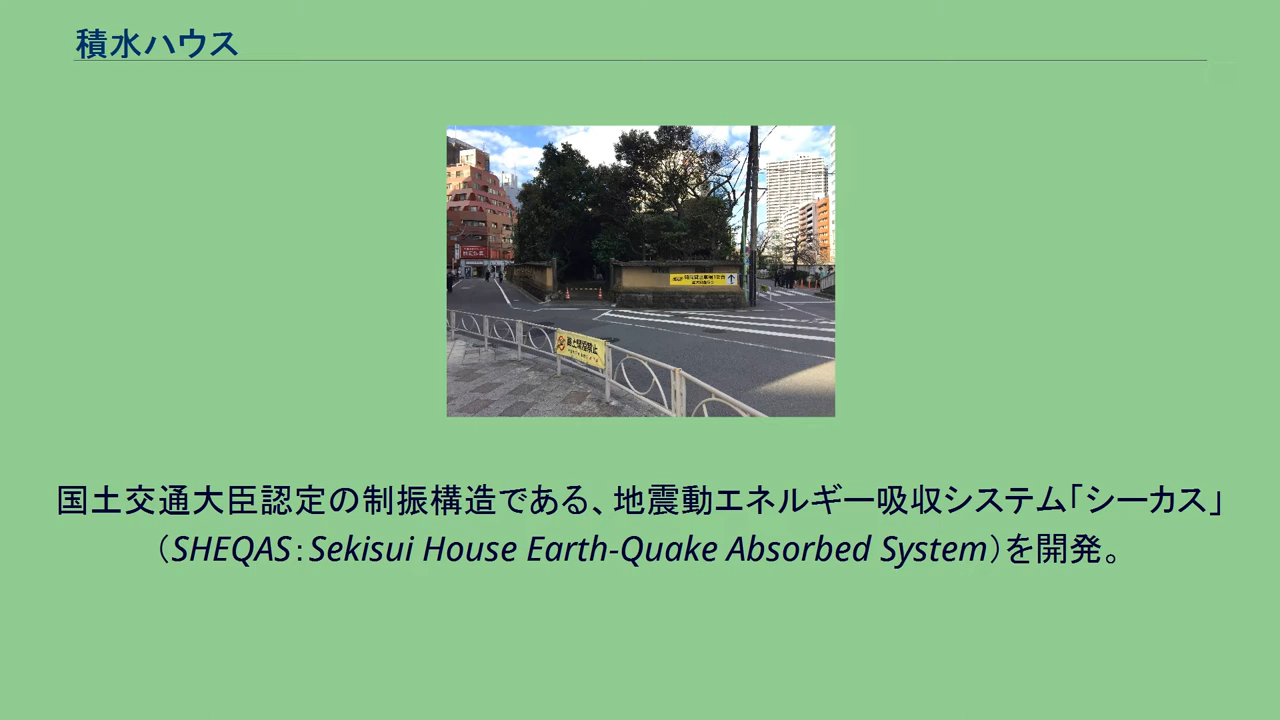 積水ハウス
国土交通大臣認定の制振構造である、地震動エネルギー吸収システム「シーカス」
（SHEQAS：Sekisui House Earth-Quake Absorbed System）を開発。